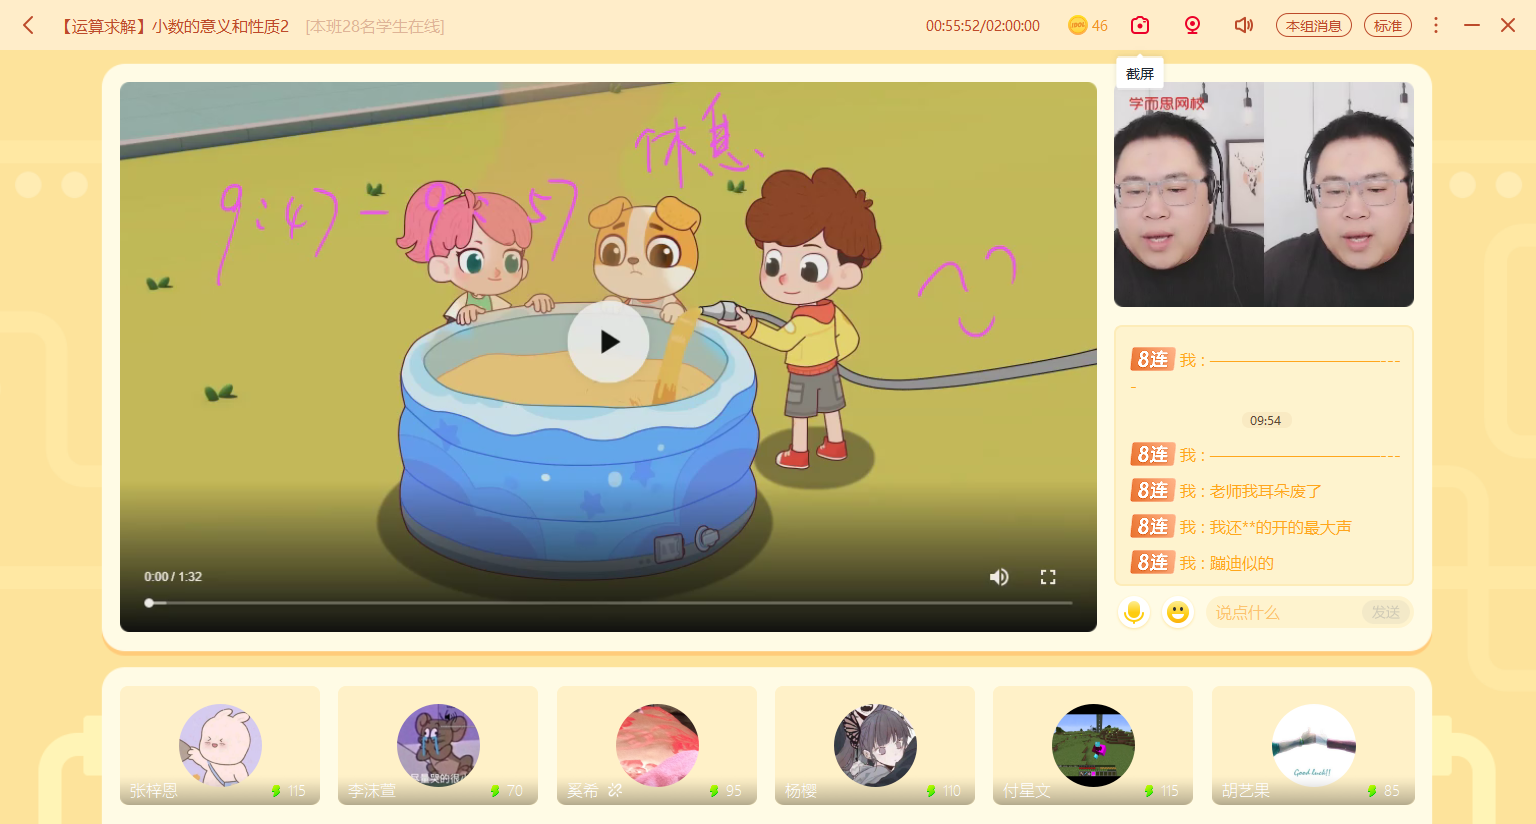 【运算求解】小数的意义和性质2 [本班28名学生在线]
00:55:52/02:00:00
46
本组消息
标准
截屏
学而思网校
休息
9:47-9:57
0:00 / 1:32
8连 我 : ————————————---
-
09:54
8连 我 : ————————————---
8连 我 : 老师我耳朵废了
8连 我 : 我还**的开的最大声
8连 我 : 蹦迪似的
说点什么
发送
张梓恩 115
李沫萱 70
奚希 95
杨樱 110
付星文 115
胡艺果 85
Good luck!!